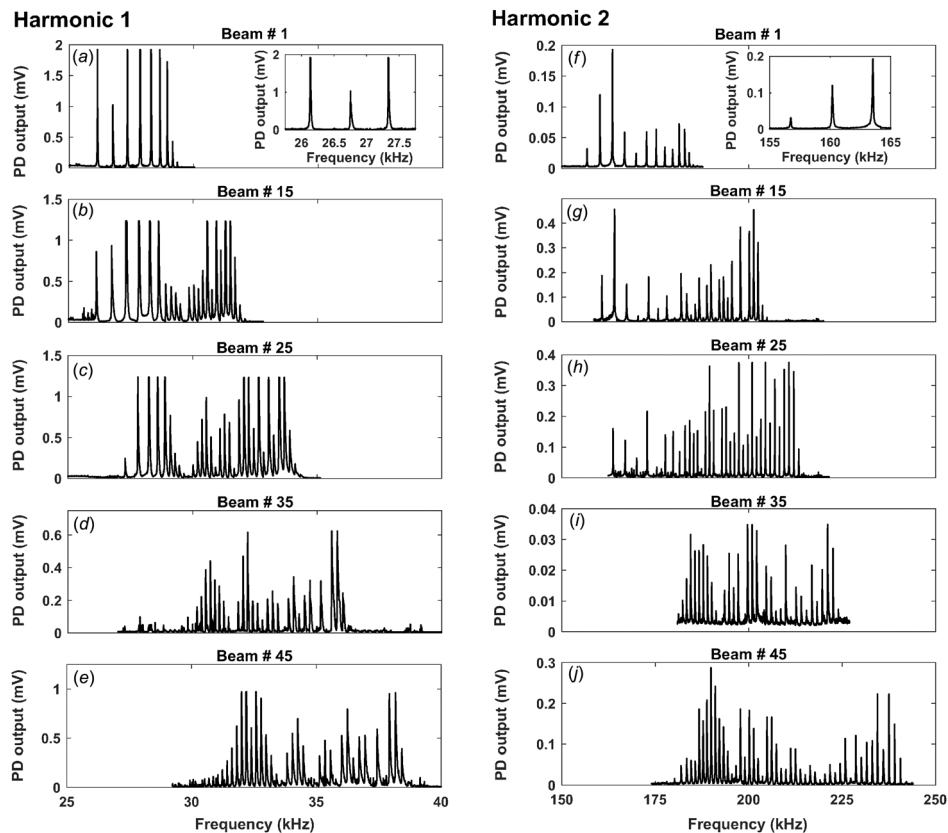 Harmonic 1
Beam # 1
(a)
PD output (mV)
2
1.5
1
0.5
0
PD output (mV)
2
1
0
26 26.5 27 27.5
Frequency (kHz)
Beam # 15
(b)
PD output (mV)
1.5
1
0.5
0
Beam # 25
(c)
PD output (mV)
1.5
1
0.5
0
25 30 35
Beam # 35
(d)
PD output (mV)
0.6
0.4
0.2
0
Beam # 45
(e)
PD output (mV)
1
0.5
0
25 30 35 40
Frequency (kHz)
Harmonic 2
Beam # 1
(f)
PD output (mV)
0.2
0.15
0.1
0.05
0
PD output (mV)
0.2
0.1
0
155 160 165
Frequency (kHz)
Beam # 15
(g)
PD output (mV)
0.4
0.3
0.2
0.1
0
Beam # 25
(h)
PD output (mV)
0.4
0.3
0.2
0.1
0
Beam # 35
(i)
PD output (mV)
0.04
0.03
0.02
0.01
0
Beam # 45
(j)
PD output (mV)
0.3
0.2
0.1
0
150 175 200 225 250
Frequency (kHz)